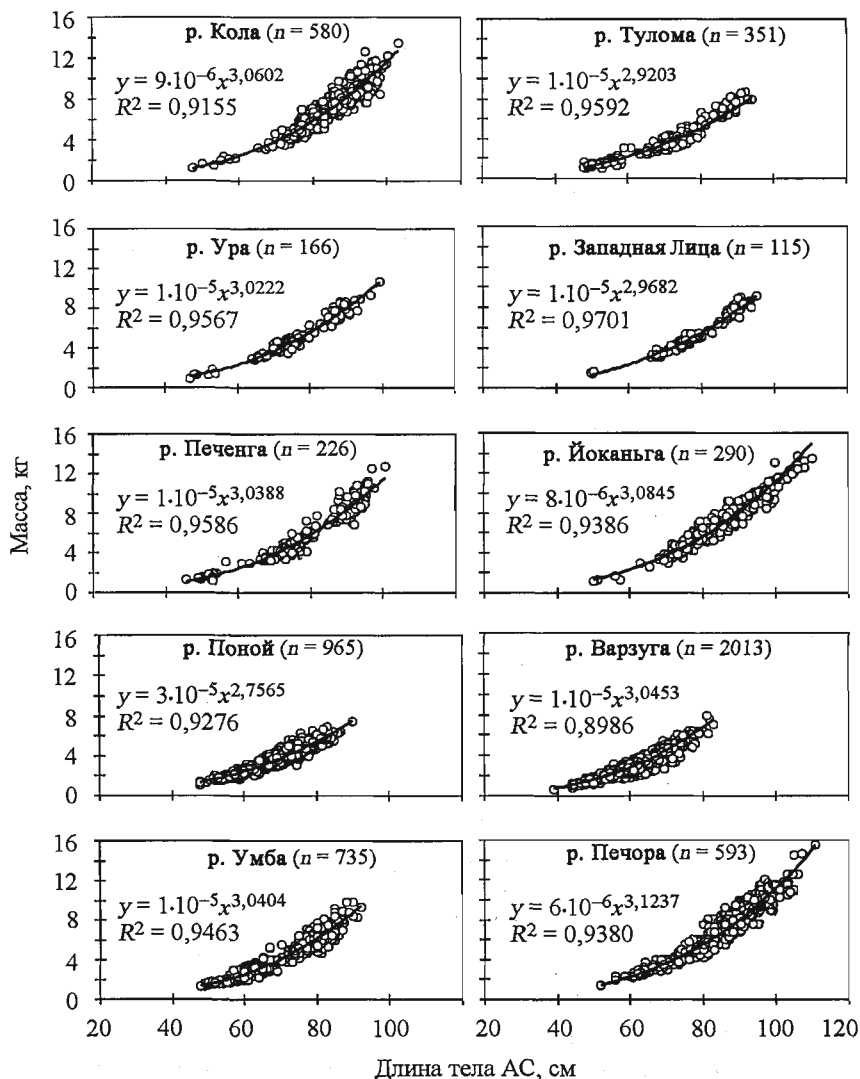 р. Кола (n = 580)
y = 9·10⁻⁶x³,⁰⁶⁰²
R² = 0,9155
16
12
8
4
0
р. Тулома (n = 351)
y = 1·10⁻⁵x²,⁹²⁰³
R² = 0,9592
р. Ура (n = 166)
y = 1·10⁻⁵x³,⁰²²²
R² = 0,9567
16
12
8
4
0
р. Западная Лица (n = 115)
y = 1·10⁻⁵x²,⁹⁶⁸²
R² = 0,9701
р. Печенга (n = 226)
y = 1·10⁻⁵x³,⁰³⁸⁸
R² = 0,9586
16
12
8
4
0
р. Йоканьга (n = 290)
y = 8·10⁻⁶x³,⁰⁸⁴⁵
R² = 0,9386
Масса, кг
р. Поной (n = 965)
y = 3·10⁻⁵x²,⁷⁵⁶⁵
R² = 0,9276
16
12
8
4
0
р. Варзуга (n = 2013)
y = 1·10⁻⁵x³,⁰⁴⁵³
R² = 0,8986
р. Умба (n = 735)
y = 1·10⁻⁵x³,⁰⁴⁰⁴
R² = 0,9463
16
12
8
4
0
р. Печора (n = 593)
y = 6·10⁻⁶x³,¹²³⁷
R² = 0,9380
20 40 60 80 100 20 40 60 80 100 120
Длина тела АС, см